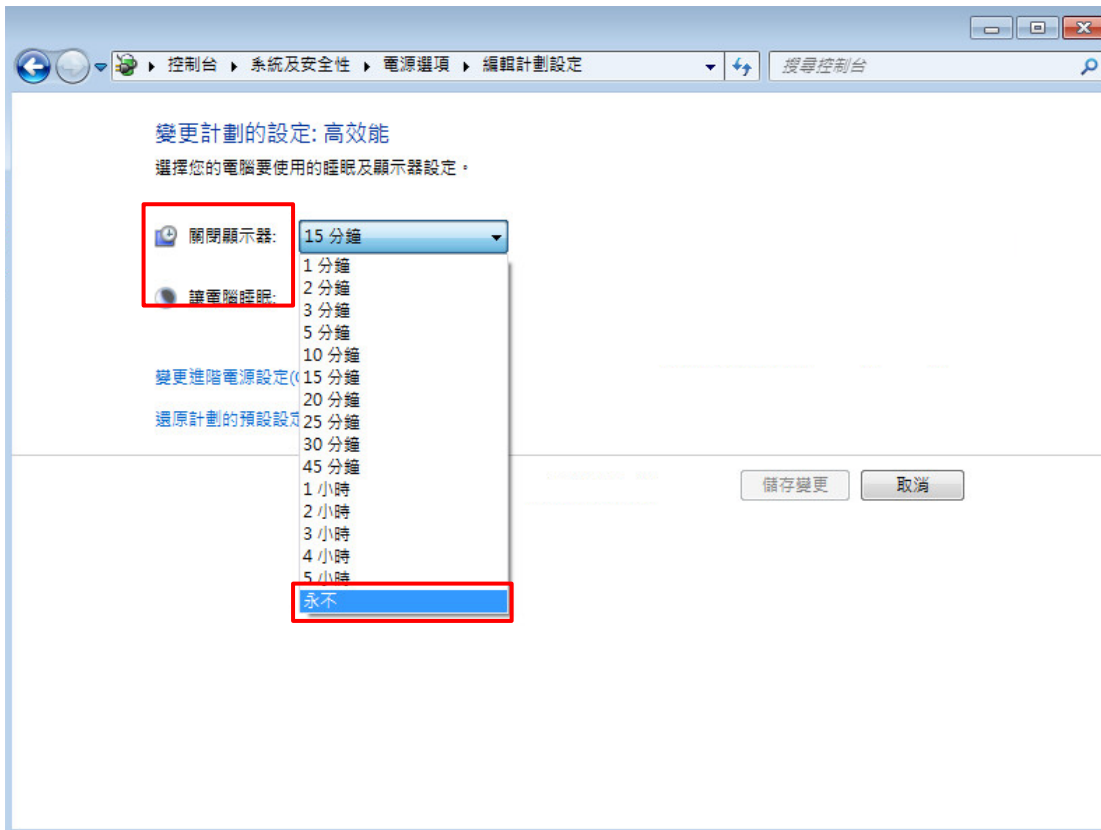 控制台 系統及安全性 電源選項 編輯計劃設定
搜尋控制台
變更計劃的設定: 高效能
選擇您的電腦要使用的睡眠及顯示器設定。
關閉顯示器: 15 分鐘
1 分鐘
2 分鐘
讓電腦睡眠:
3 分鐘
5 分鐘
10 分鐘
變更進階電源設定(
15 分鐘
20 分鐘
還原計劃的預設設定
25 分鐘
30 分鐘
45 分鐘
1 小時
2 小時
3 小時
4 小時
5 小時
永不
儲存變更 取消